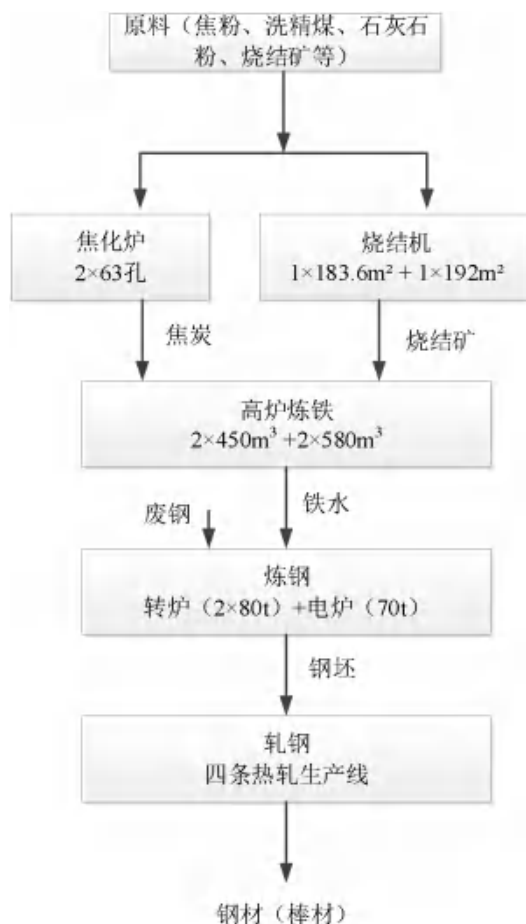 原料（焦粉、洗精煤、石灰石
粉、烧结矿等）
焦化炉
2×63孔
烧结机
1×183.6m² + 1×192m²
焦炭
烧结矿
高炉炼铁
2×450m³ +2×580m³
废钢
铁水
炼钢
转炉（2×80t）+电炉（70t）
钢坯
轧钢
四条热轧生产线
钢材（棒材）